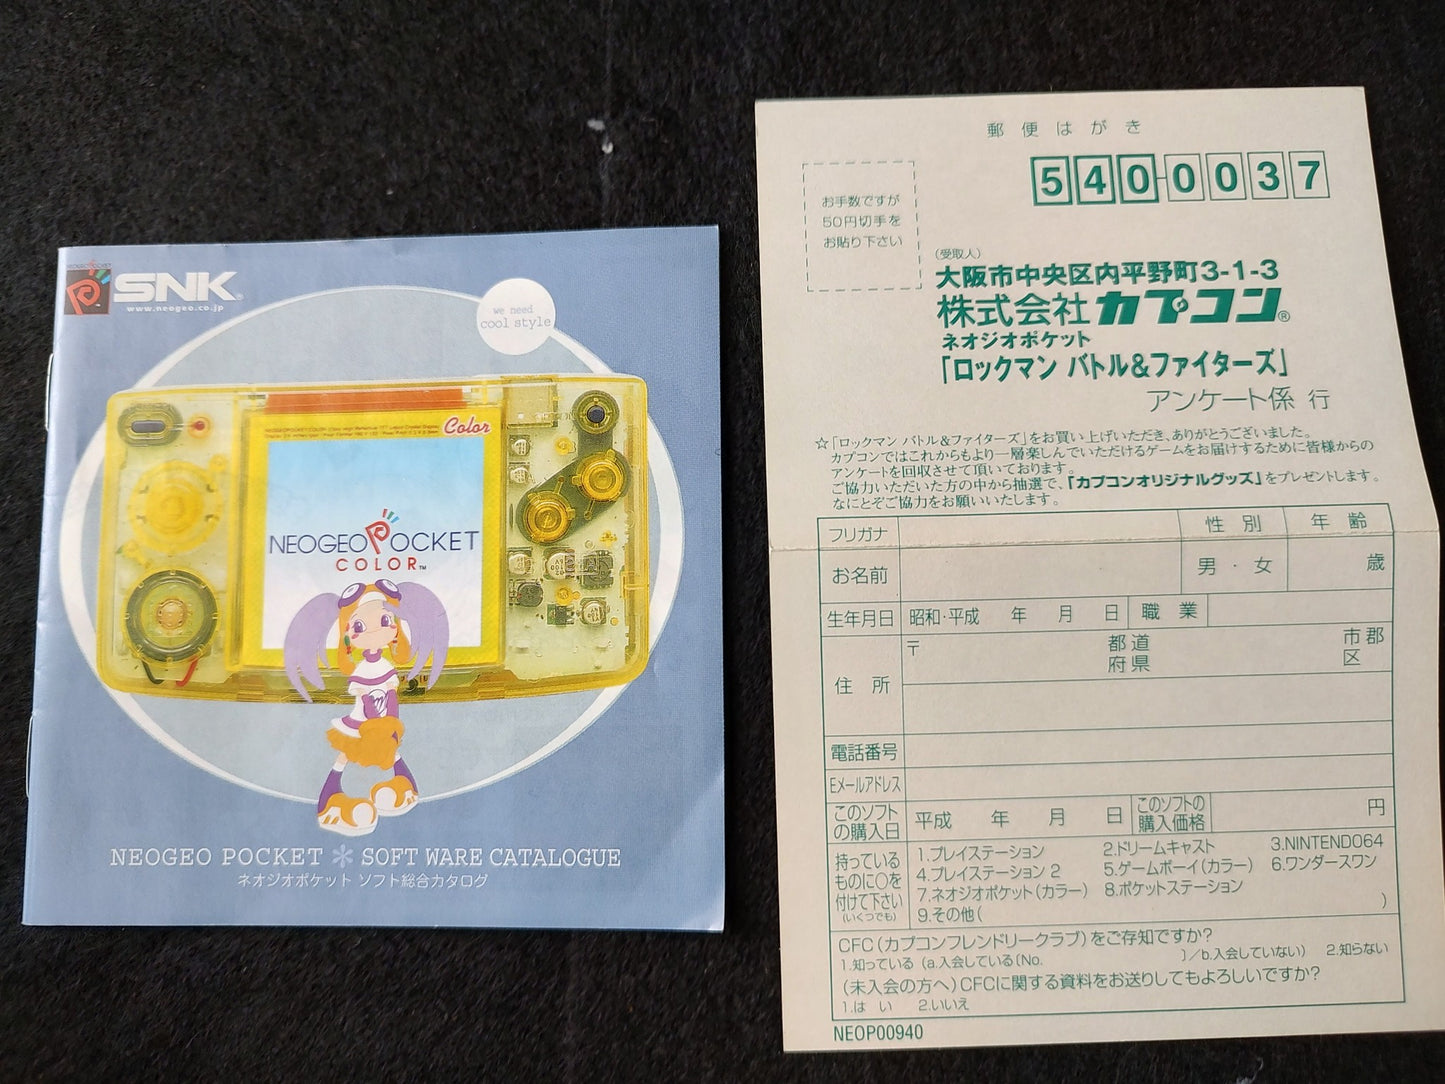 SNK
www.neogeo.co.jp
we need
cool style
Color
NEOGEO POCKET
COLOR™
NEOGEO POCKET * SOFT WARE CATALOGUE
ネオジオポケット ソフト総合カタログ
郵便はがき
540-0037
お手数ですが
50円切手を
お貼り下さい
(受取人)
大阪市中央区内平野町3-1-3
株式会社カプコン®
ネオジオポケット
「ロックマン バトル&ファイターズ」
アンケート係 行
☆「ロックマン バトル&ファイターズ」をお買い上げいただき、ありがとうございました。
カプコンではこれからもより一層楽しんでいただけるゲームをお届けするために皆様からの
アンケートを回収させて頂いております。
ご協力いただいた方の中から抽選で、「カプコンオリジナルグッズ」をプレゼントします。
なにとぞご協力をお願いいたします。
フリガナ 性別 年齢
お名前 男・女 歳
生年月日 昭和・平成 年 月 日 職業
住所 〒 都道 市郡
府県 区
電話番号
Eメールアドレス
このソフト
の購入日 平成 年 月 日 このソフトの
購入価格 円
持っている
ものに○を
付けて下さい
(いくつでも)
1.プレイステーション 2.ドリームキャスト 3.NINTENDO64
4.プレイステーション 2 5.ゲームボーイ(カラー) 6.ワンダースワン
7.ネオジオポケット(カラー) 8.ポケットステーション
9.その他( )
CFC(カプコンフレンドリークラブ)をご存知ですか?
1.知っている (a.入会している(No. )/b.入会していない) 2.知らない
(未入会の方へ)CFCに関する資料をお送りしてもよろしいですか?
1.はい 2.いいえ
NEOP00940